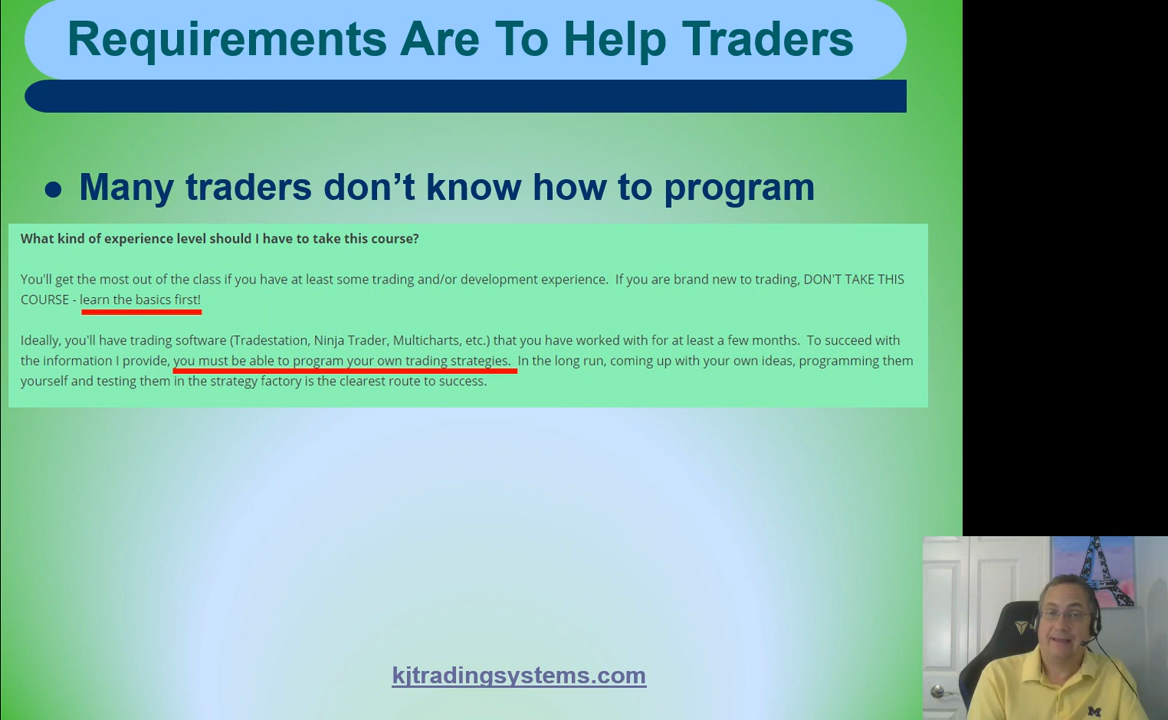 Requirements Are To Help Traders
● Many traders don’t know how to program
What kind of experience level should I have to take this course?
You'll get the most out of the class if you have at least some trading and/or development experience.  If you are brand new to trading, DON'T TAKE THIS
COURSE - learn the basics first!
Ideally, you'll have trading software (Tradestation, Ninja Trader, Multicharts, etc.) that you have worked with for at least a few months.  To succeed with
the information I provide, you must be able to program your own trading strategies.  In the long run, coming up with your own ideas, programming them
yourself and testing them in the strategy factory is the clearest route to success.
kjtradingsystems.com
M